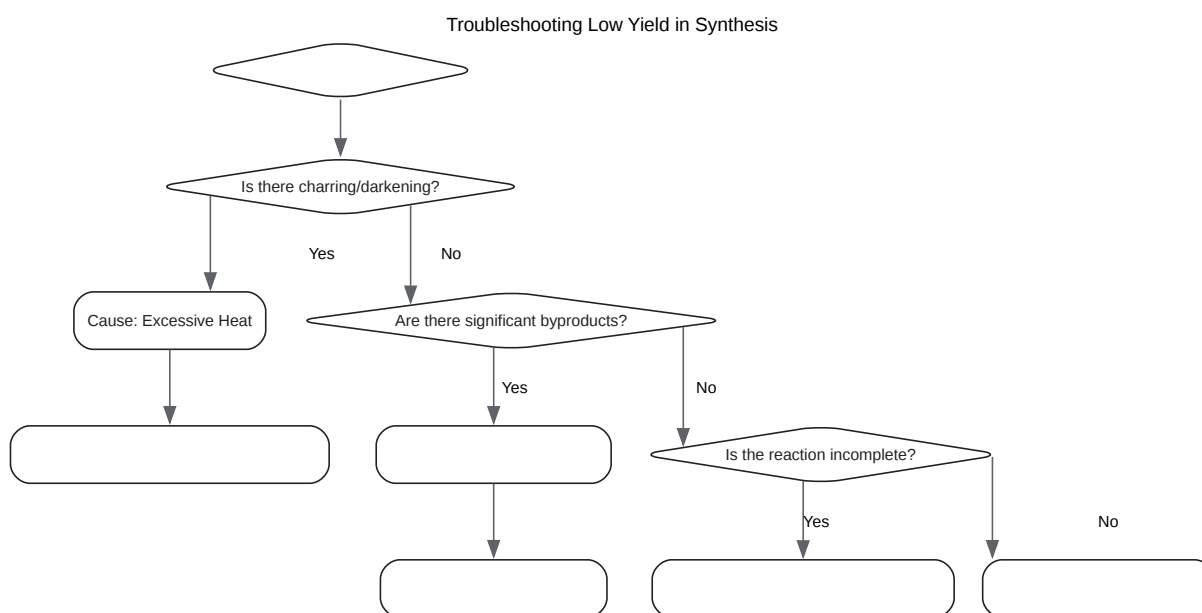 Troubleshooting Low Yield in Synthesis
Is there charring/darkening?
Yes
No
Cause: Excessive Heat
Are there significant byproducts?
Yes
No
Is the reaction incomplete?
Yes
No